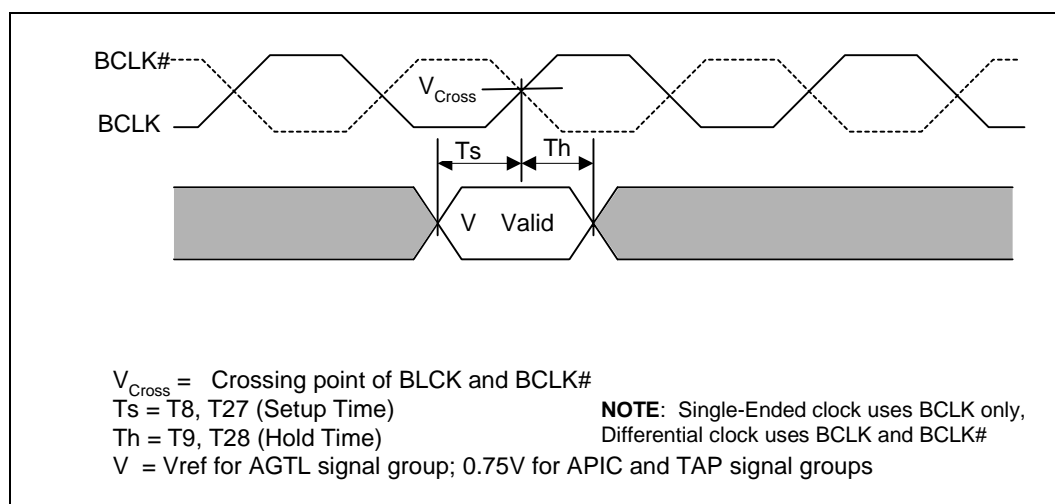 BCLK#
V_Cross
BCLK
Ts Th
V Valid
V_Cross = Crossing point of BLCK and BCLK#
Ts = T8, T27 (Setup Time)
Th = T9, T28 (Hold Time)
V = Vref for AGTL signal group; 0.75V for APIC and TAP signal groups
NOTE: Single-Ended clock uses BCLK only,
Differential clock uses BCLK and BCLK#